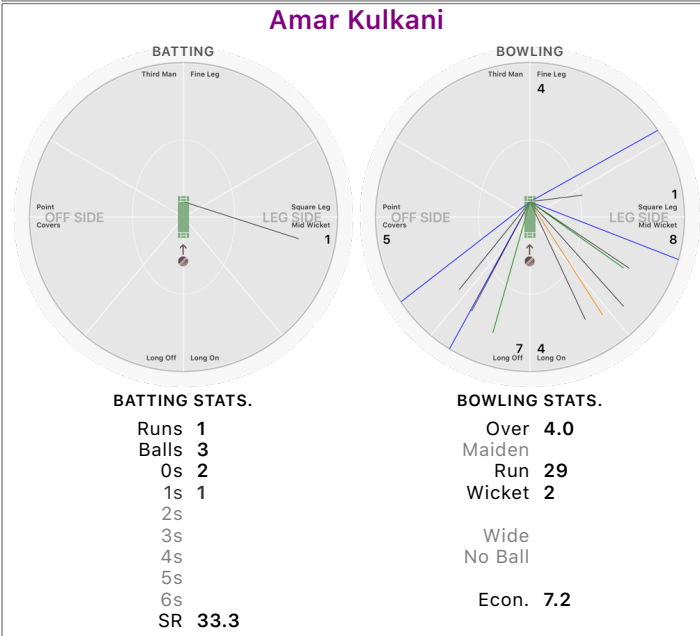 Amar Kulkani
BATTING
Third Man Fine Leg
Point
OFF SIDE
Covers
Square Leg
LEG SIDE
Mid Wicket
1
Long Off Long On
BATTING STATS.
Runs 1
Balls 3
0s 2
1s 1
2s
3s
4s
5s
6s
SR 33.3
BOWLING
Third Man Fine Leg
4
Point
OFF SIDE
Covers
5
1
Square Leg
LEG SIDE
Mid Wicket
8
7 4
Long Off Long On
BOWLING STATS.
Over 4.0
Maiden
Run 29
Wicket 2
Wide
No Ball
Econ. 7.2